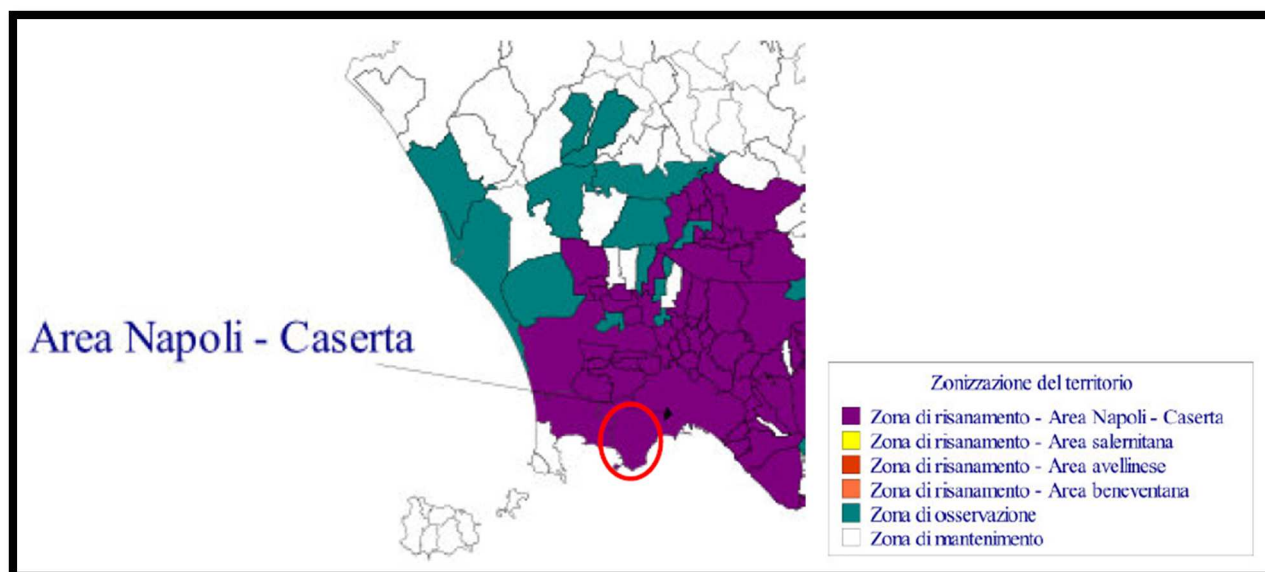 Area Napoli - Caserta
Zonizzazione del territorio
Zona di risanamento - Area Napoli - Caserta
Zona di risanamento - Area salernitana
Zona di risanamento - Area avellinese
Zona di risanamento - Area beneventana
Zona di osservazione
Zona di mantenimento